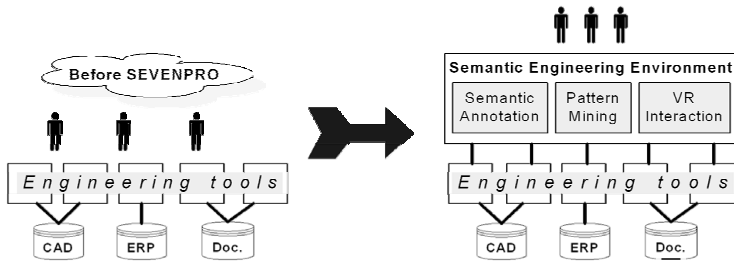 Before SEVENPRO
Engineering tools
CAD
ERP
Doc.
Semantic Engineering Environment
Semantic
Annotation
Pattern
Mining
VR
Interaction
Engineering tools
CAD
ERP
Doc.